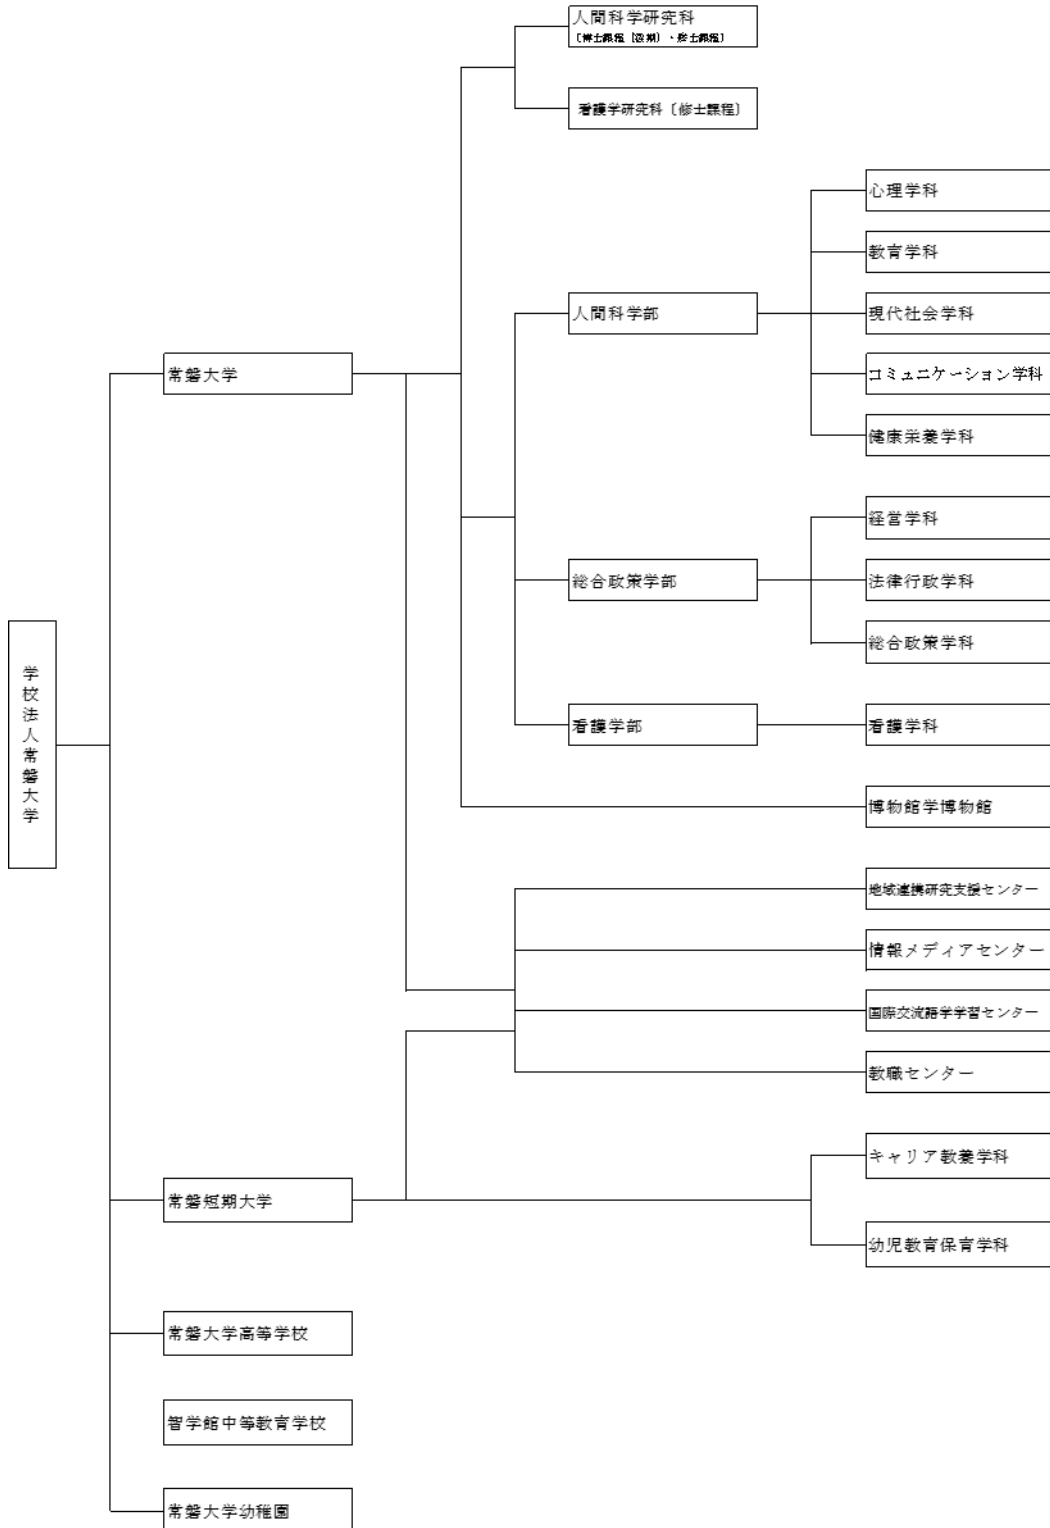 人間科学研究科
〔博士課程〔後期〕・修士課程〕
看護学研究科〔修士課程〕
心理学科
教育学科
人間科学部
現代社会学科
常磐大学
コミュニケーション学科
健康栄養学科
経営学科
総合政策学部
法律行政学科
総合政策学科
学校法人常磐大学
看護学部
看護学科
博物館学博物館
地域連携研究支援センター
情報メディアセンター
国際交流語学学習センター
教職センター
キャリア教養学科
常磐短期大学
幼児教育保育学科
常磐大学高等学校
智学館中等教育学校
常磐大学幼稚園